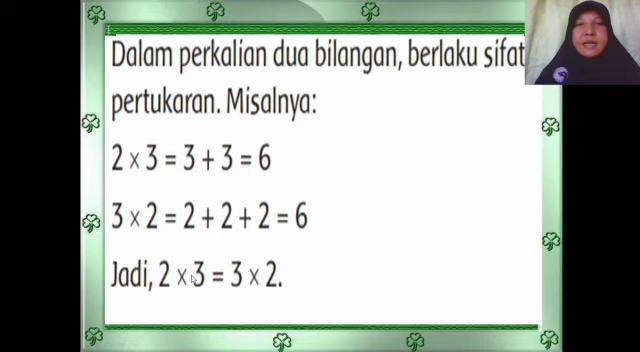 Dalam perkalian dua bilangan, berlaku sifat
pertukaran. Misalnya:
2 × 3 = 3 + 3 = 6
3 × 2 = 2 + 2 + 2 = 6
Jadi, 2 × 3 = 3 × 2.